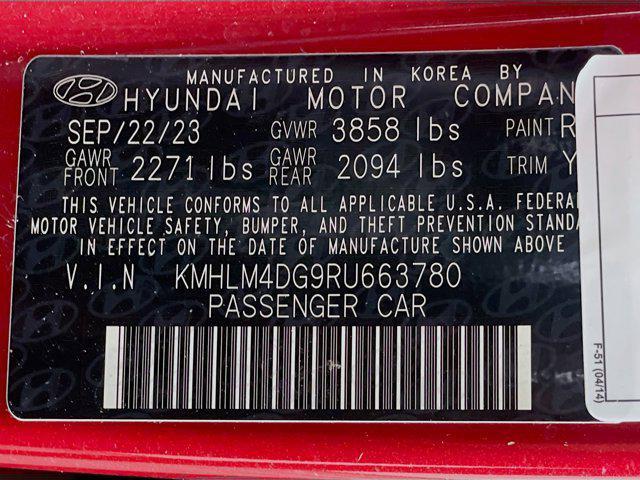 MANUFACTURED IN KOREA BY
HYUNDAI MOTOR COMPAN
SEP/22/23 GVWR 3858 lbs PAINT R
GAWR FRONT 2271 lbs GAWR REAR 2094 lbs TRIM Y
THIS VEHICLE CONFORMS TO ALL APPLICABLE U.S.A. FEDERAL
MOTOR VEHICLE SAFETY, BUMPER, AND THEFT PREVENTION STANDA
IN EFFECT ON THE DATE OF MANUFACTURE SHOWN ABOVE
V.I.N KMHLM4DG9RU663780
PASSENGER CAR
F-51 (04/14)